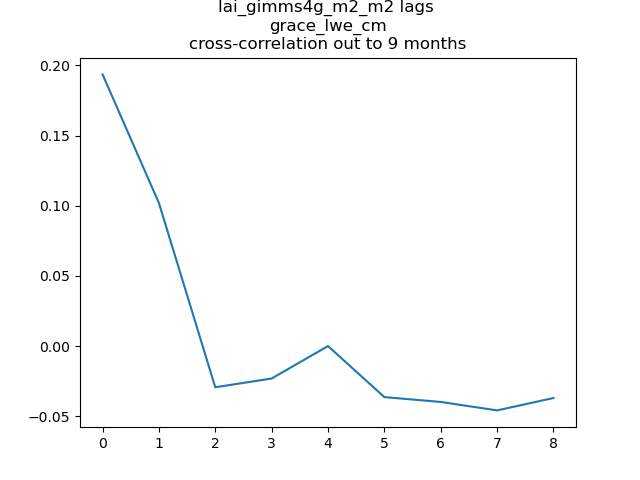 lai_gimms4g_m2_m2 lags
grace_lwe_cm
cross-correlation out to 9 months
0.20
0.15
0.10
0.05
0.00
−0.05
0 1 2 3 4 5 6 7 8